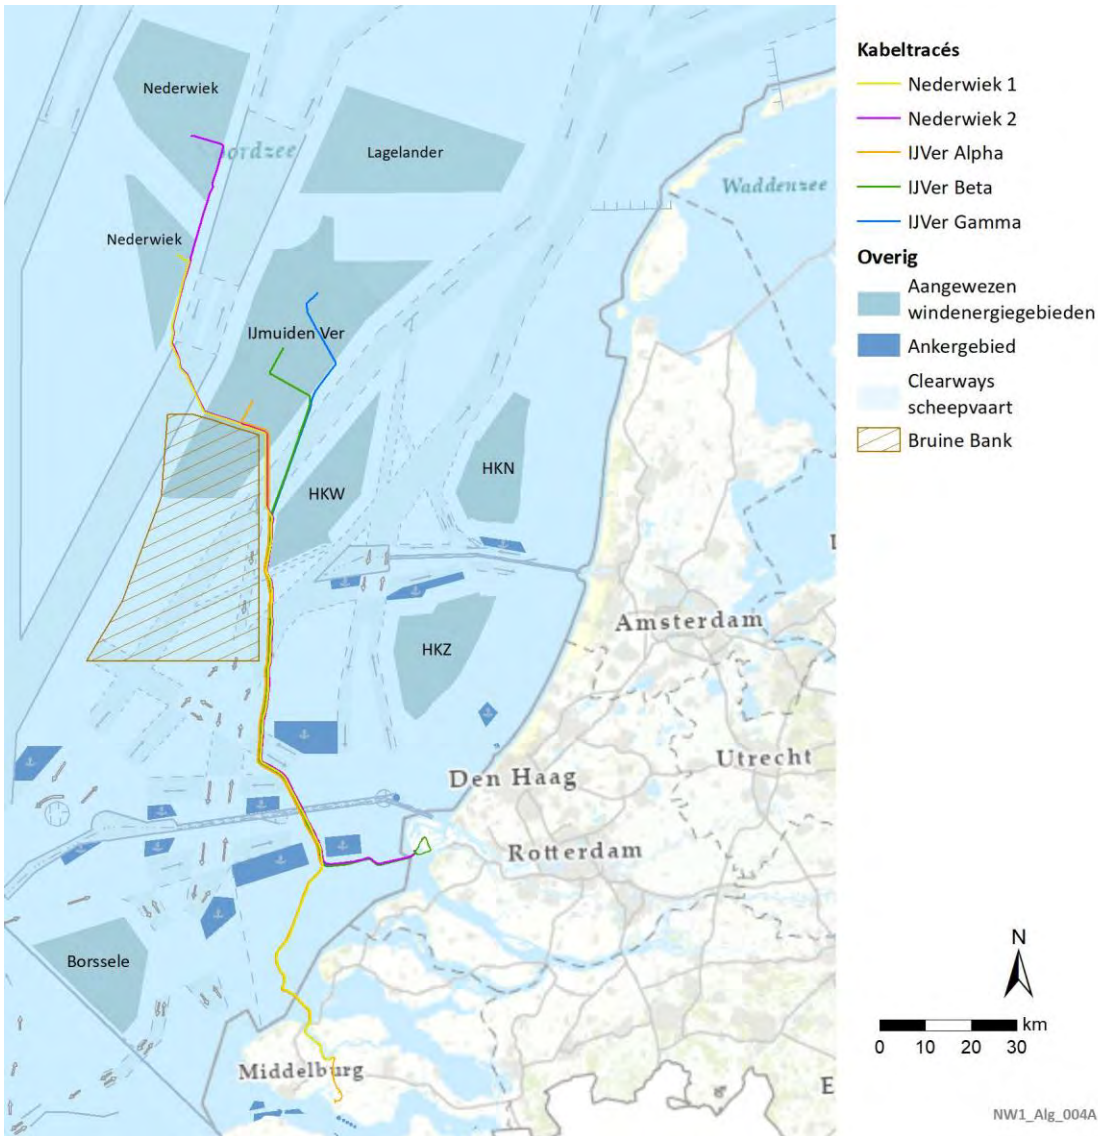 Nederwiek
oordzee
Lagelander
Waddenzee
Nederwiek
IJmuiden Ver
HKN
HKW
Amsterdam
HKZ
Utrecht
Den Haag
Rotterdam
Borssele
Middelburg
E
Kabeltracés
Nederwiek 1
Nederwiek 2
IJVer Alpha
IJVer Beta
IJVer Gamma
Overig
Aangewezen
windenergiegebieden
Ankergebied
Clearways
scheepvaart
Bruine Bank
N
km
0 10 20 30
NW1_Alg_004A